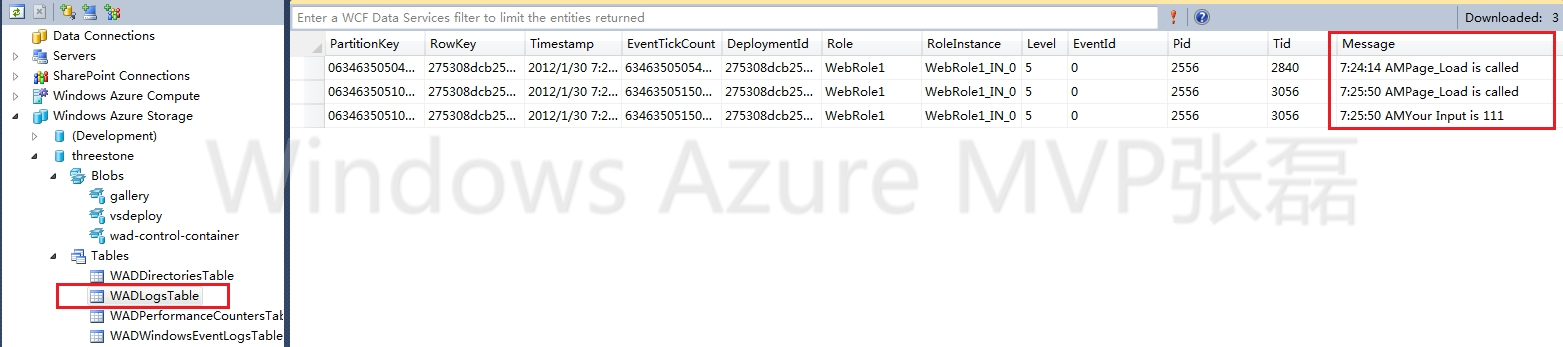 Enter a WCF Data Services filter to limit the entities returned
Downloaded: 3
Data Connections
Servers
SharePoint Connections
Windows Azure Compute
Windows Azure Storage
(Development)
threestone
Blobs
gallery
vsdeploy
wad-control-container
Tables
WADDirectoriesTable
WADLogsTable
WADPerformanceCountersTab
WADWindowsEventLogsTable
PartitionKey RowKey Timestamp EventTickCount DeploymentId Role RoleInstance Level EventId Pid Tid Message
06346350504... 275308dcb25... 2012/1/30 7:2... 63463505054... 275308dcb25... WebRole1 WebRole1_IN_0 5 0 2556 2840 7:24:14 AMPage_Load is called
06346350510... 275308dcb25... 2012/1/30 7:2... 63463505150... 275308dcb25... WebRole1 WebRole1_IN_0 5 0 2556 3056 7:25:50 AMPage_Load is called
06346350510... 275308dcb25... 2012/1/30 7:2... 63463505150... 275308dcb25... WebRole1 WebRole1_IN_0 5 0 2556 3056 7:25:50 AMYour Input is 111
Windows Azure MVP张磊